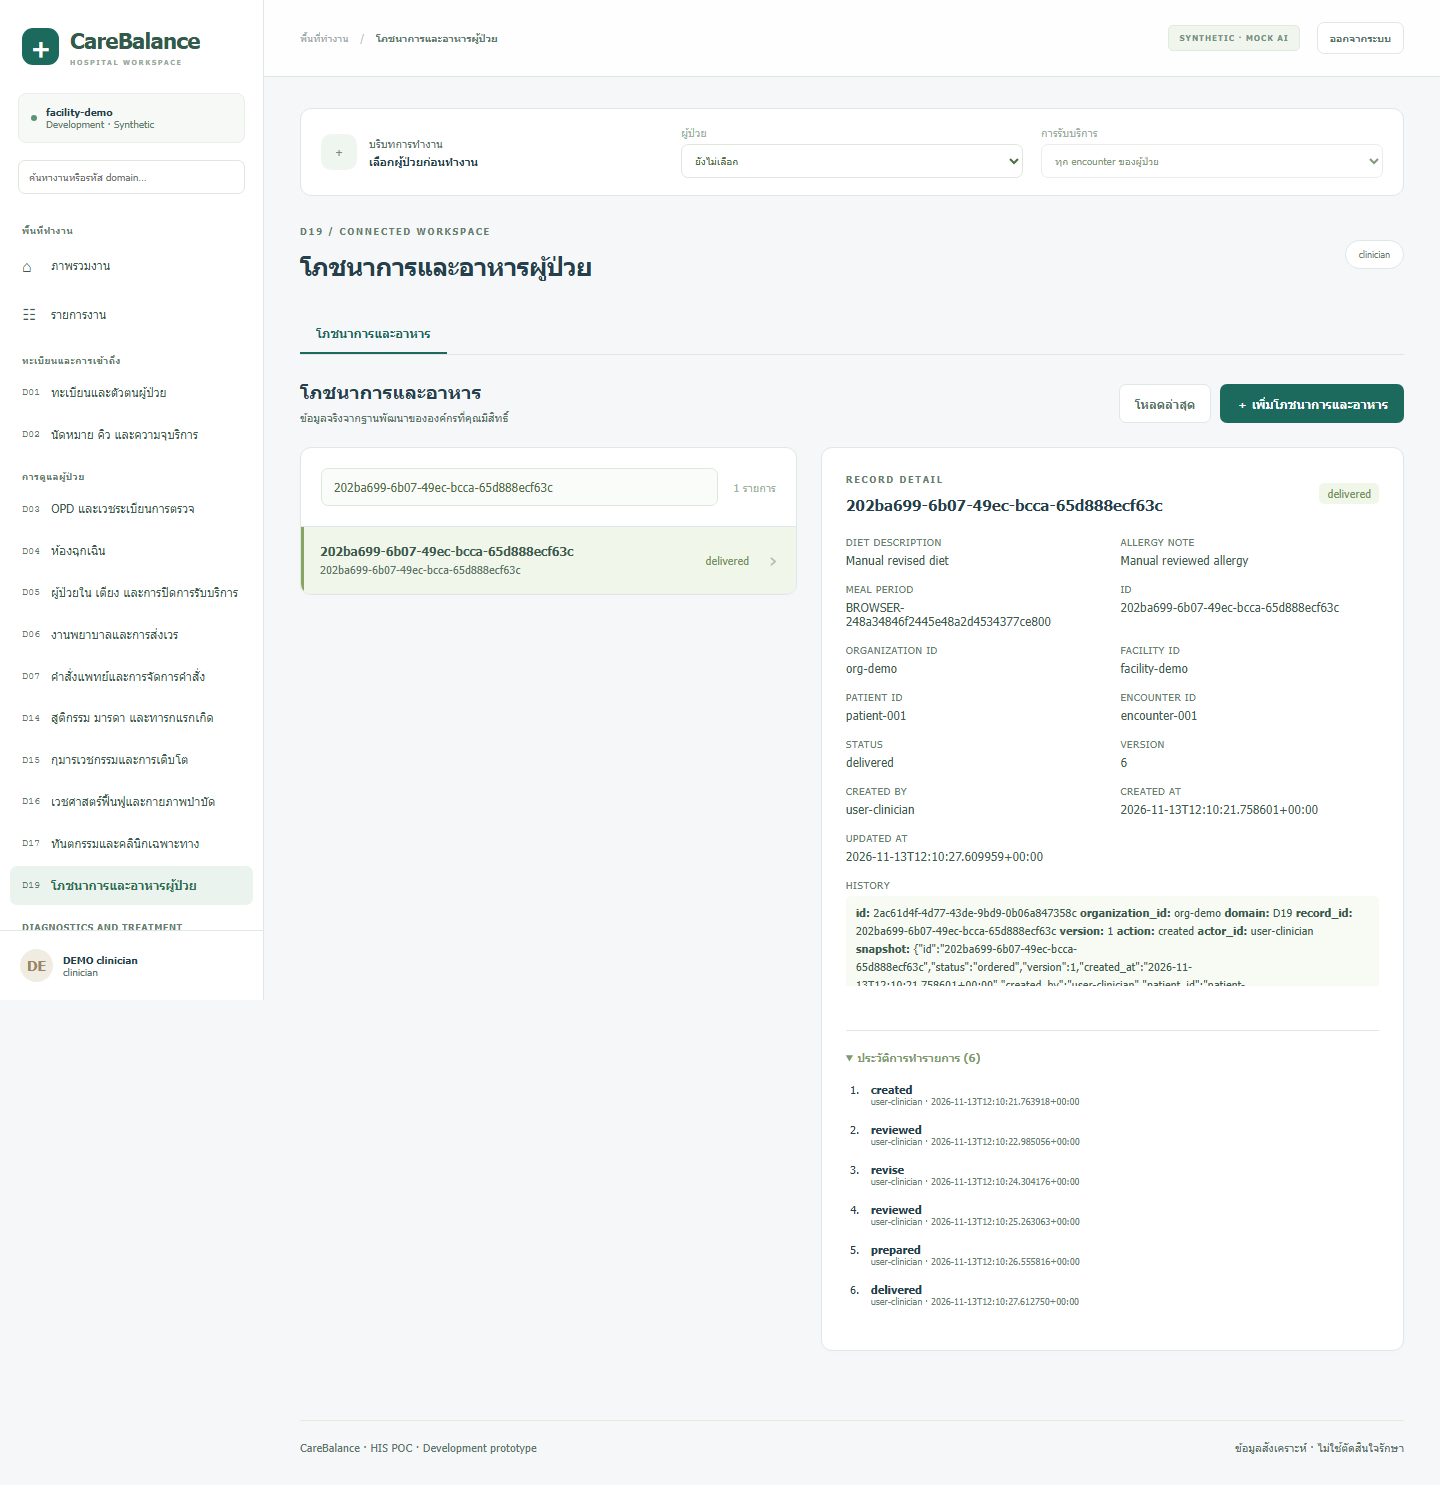 CareBalance
HOSPITAL WORKSPACE
facility-demo
Development · Synthetic
ค้นหางานหรือรหัส domain...
พื้นที่ทำงาน
ภาพรวมงาน
รายการงาน
ทะเบียนและการเข้าถึง
D01 ทะเบียนและตัวตนผู้ป่วย
D02 นัดหมาย คิว และความจุบริการ
การดูแลผู้ป่วย
D03 OPD และเวชระเบียนการตรวจ
D04 ห้องฉุกเฉิน
D05 ผู้ป่วยใน เตียง และการปิดการรับบริการ
D06 งานพยาบาลและการส่งเวร
D07 คำสั่งแพทย์และการจัดการคำสั่ง
D14 สูติกรรม มารดา และทารกแรกเกิด
D15 กุมารเวชกรรมและการเติบโต
D16 เวชศาสตร์ฟื้นฟูและกายภาพบำบัด
D17 ทันตกรรมและคลินิกเฉพาะทาง
D19 โภชนาการและอาหารผู้ป่วย
DIAGNOSTICS AND TREATMENT
DE
DEMO clinician
clinician
พื้นที่ทำงาน / โภชนาการและอาหารผู้ป่วย
SYNTHETIC · MOCK AI
ออกจากระบบ
+
บริบทการทำงาน
เลือกผู้ป่วยก่อนทำงาน
ผู้ป่วย
ยังไม่เลือก
การรับบริการ
ทุก encounter ของผู้ป่วย
D19 / CONNECTED WORKSPACE
โภชนาการและอาหารผู้ป่วย
clinician
โภชนาการและอาหาร
โภชนาการและอาหาร
ข้อมูลจริงจากฐานพัฒนาขององค์กรที่คุณมีสิทธิ์
โหลดล่าสุด
+ เพิ่มโภชนาการและอาหาร
202ba699-6b07-49ec-bcca-65d888ecf63c
1 รายการ
202ba699-6b07-49ec-bcca-65d888ecf63c
202ba699-6b07-49ec-bcca-65d888ecf63c
delivered
RECORD DETAIL
202ba699-6b07-49ec-bcca-65d888ecf63c
delivered
DIET DESCRIPTION
Manual revised diet
ALLERGY NOTE
Manual reviewed allergy
MEAL PERIOD
BROWSER-
248a34846f2445e48a2d4534377ce800
ID
202ba699-6b07-49ec-bcca-65d888ecf63c
ORGANIZATION ID
org-demo
FACILITY ID
facility-demo
PATIENT ID
patient-001
ENCOUNTER ID
encounter-001
STATUS
delivered
VERSION
6
CREATED BY
user-clinician
CREATED AT
2026-11-13T12:10:21.758601+00:00
UPDATED AT
2026-11-13T12:10:27.609959+00:00
HISTORY
id: 2ac61d4f-4d77-43de-9bd9-0b06a847358c organization_id: org-demo domain: D19 record_id:
202ba699-6b07-49ec-bcca-65d888ecf63c version: 1 action: created actor_id: user-clinician
snapshot: {"id":"202ba699-6b07-49ec-bcca-
65d888ecf63c","status":"ordered","version":1,"created_at":"2026-11-
13T12:10:21.758601+00:00","created_by":"user-clinician","patient_id":"patient-
▼ ประวัติการทำรายการ (6)
1. created
user-clinician · 2026-11-13T12:10:21.763918+00:00
2. reviewed
user-clinician · 2026-11-13T12:10:22.985056+00:00
3. revise
user-clinician · 2026-11-13T12:10:24.304176+00:00
4. reviewed
user-clinician · 2026-11-13T12:10:25.263063+00:00
5. prepared
user-clinician · 2026-11-13T12:10:26.555816+00:00
6. delivered
user-clinician · 2026-11-13T12:10:27.612750+00:00
CareBalance · HIS POC · Development prototype
ข้อมูลสังเคราะห์ · ไม่ใช้ตัดสินใจรักษา